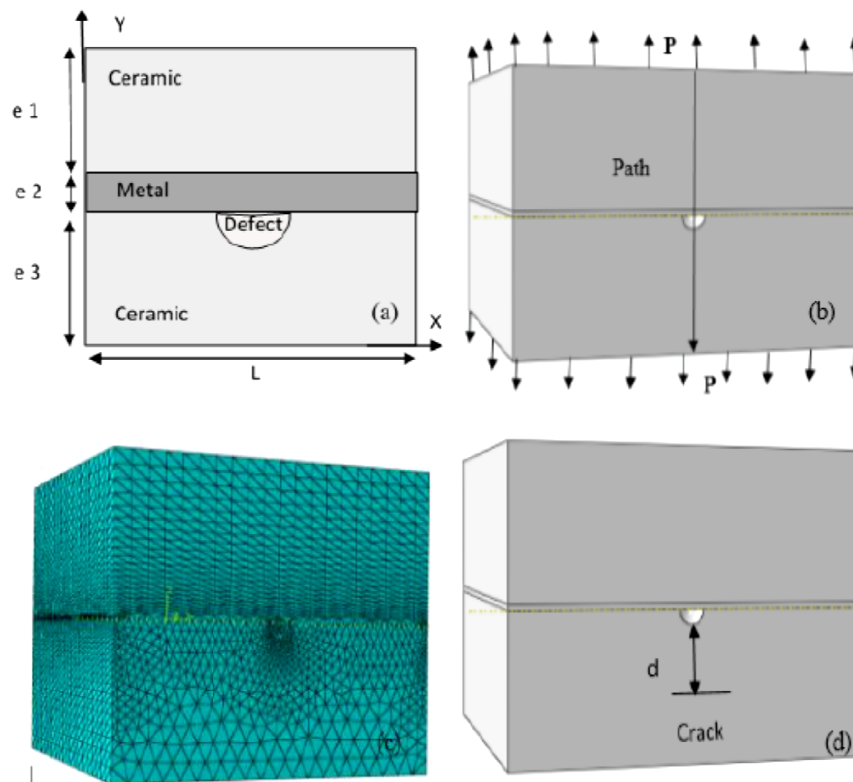 Y
Ceramic
e 1
e 2
Metal
Defect
e 3
Ceramic
(a)
X
L
P
Path
(b)
P
(c)
d
Crack
(d)